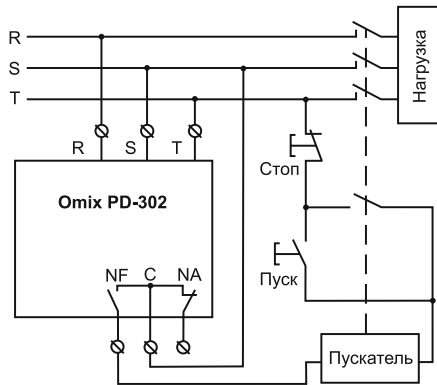 R
S
T
Нагрузка
R S T
Стоп
Omix PD-302
NF C NA
Пуск
Пускатель